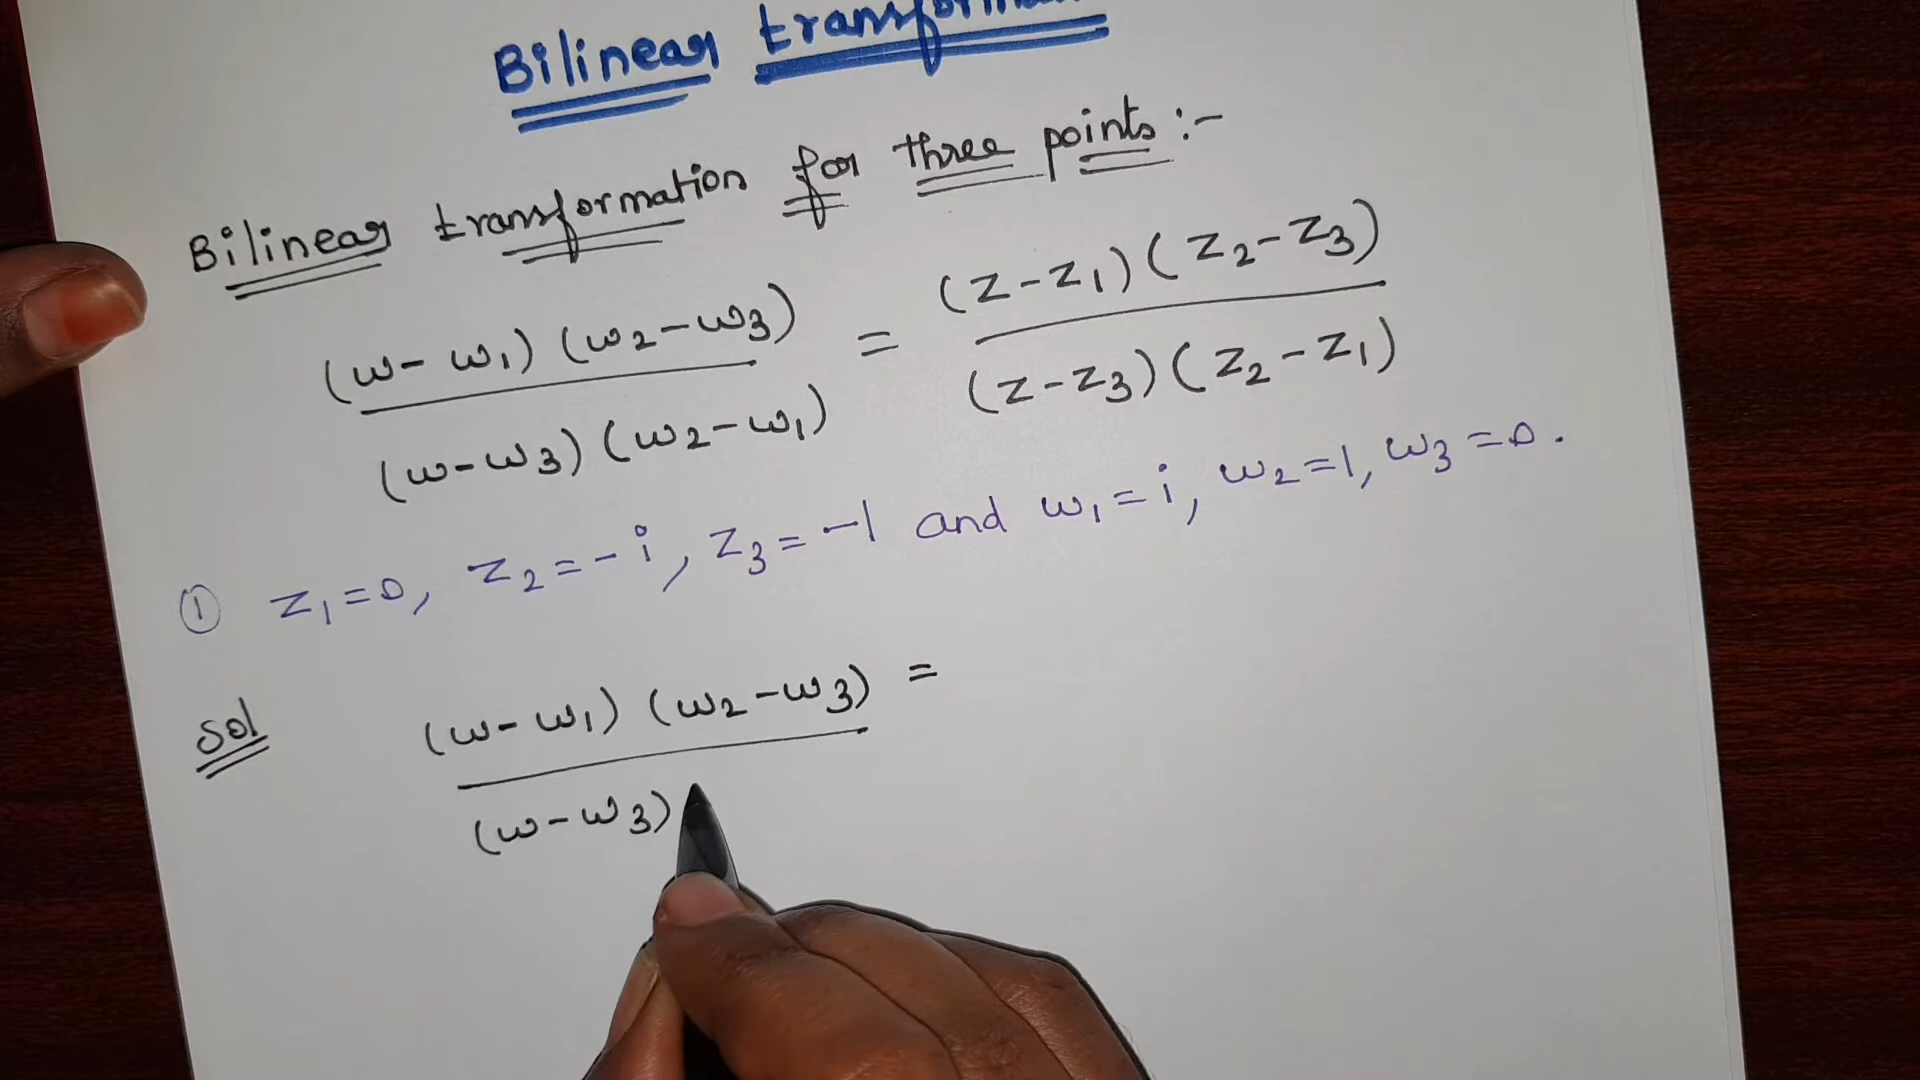 Bilinear
Bilinear transformation for three points :-
(w-w₁) (w₂-w₃) = (z-z₁) (z₂-z₃)
(w-w₃) (w₂-w₁) (z-z₃) (z₂-z₁)
① z₁=0, z₂=-i, z₃=-1 and w₁=i, w₂=1, w₃=0.
Sol (w-w₁) (w₂-w₃) =
(w-w₃)